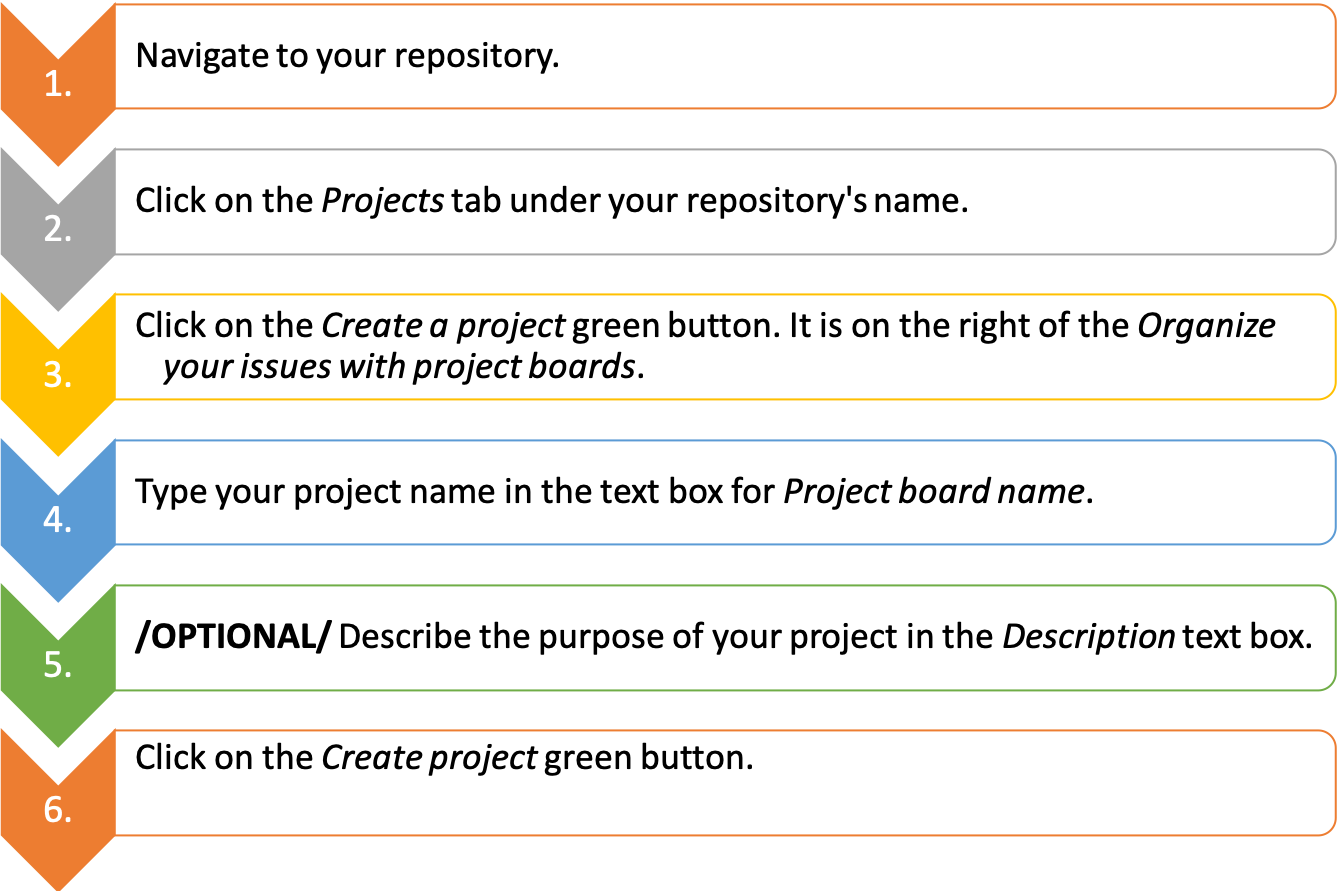 1.
Navigate to your repository.
2.
Click on the Projects tab under your repository's name.
3.
Click on the Create a project green button. It is on the right of the Organize
your issues with project boards.
4.
Type your project name in the text box for Project board name.
5.
/OPTIONAL/ Describe the purpose of your project in the Description text box.
6.
Click on the Create project green button.